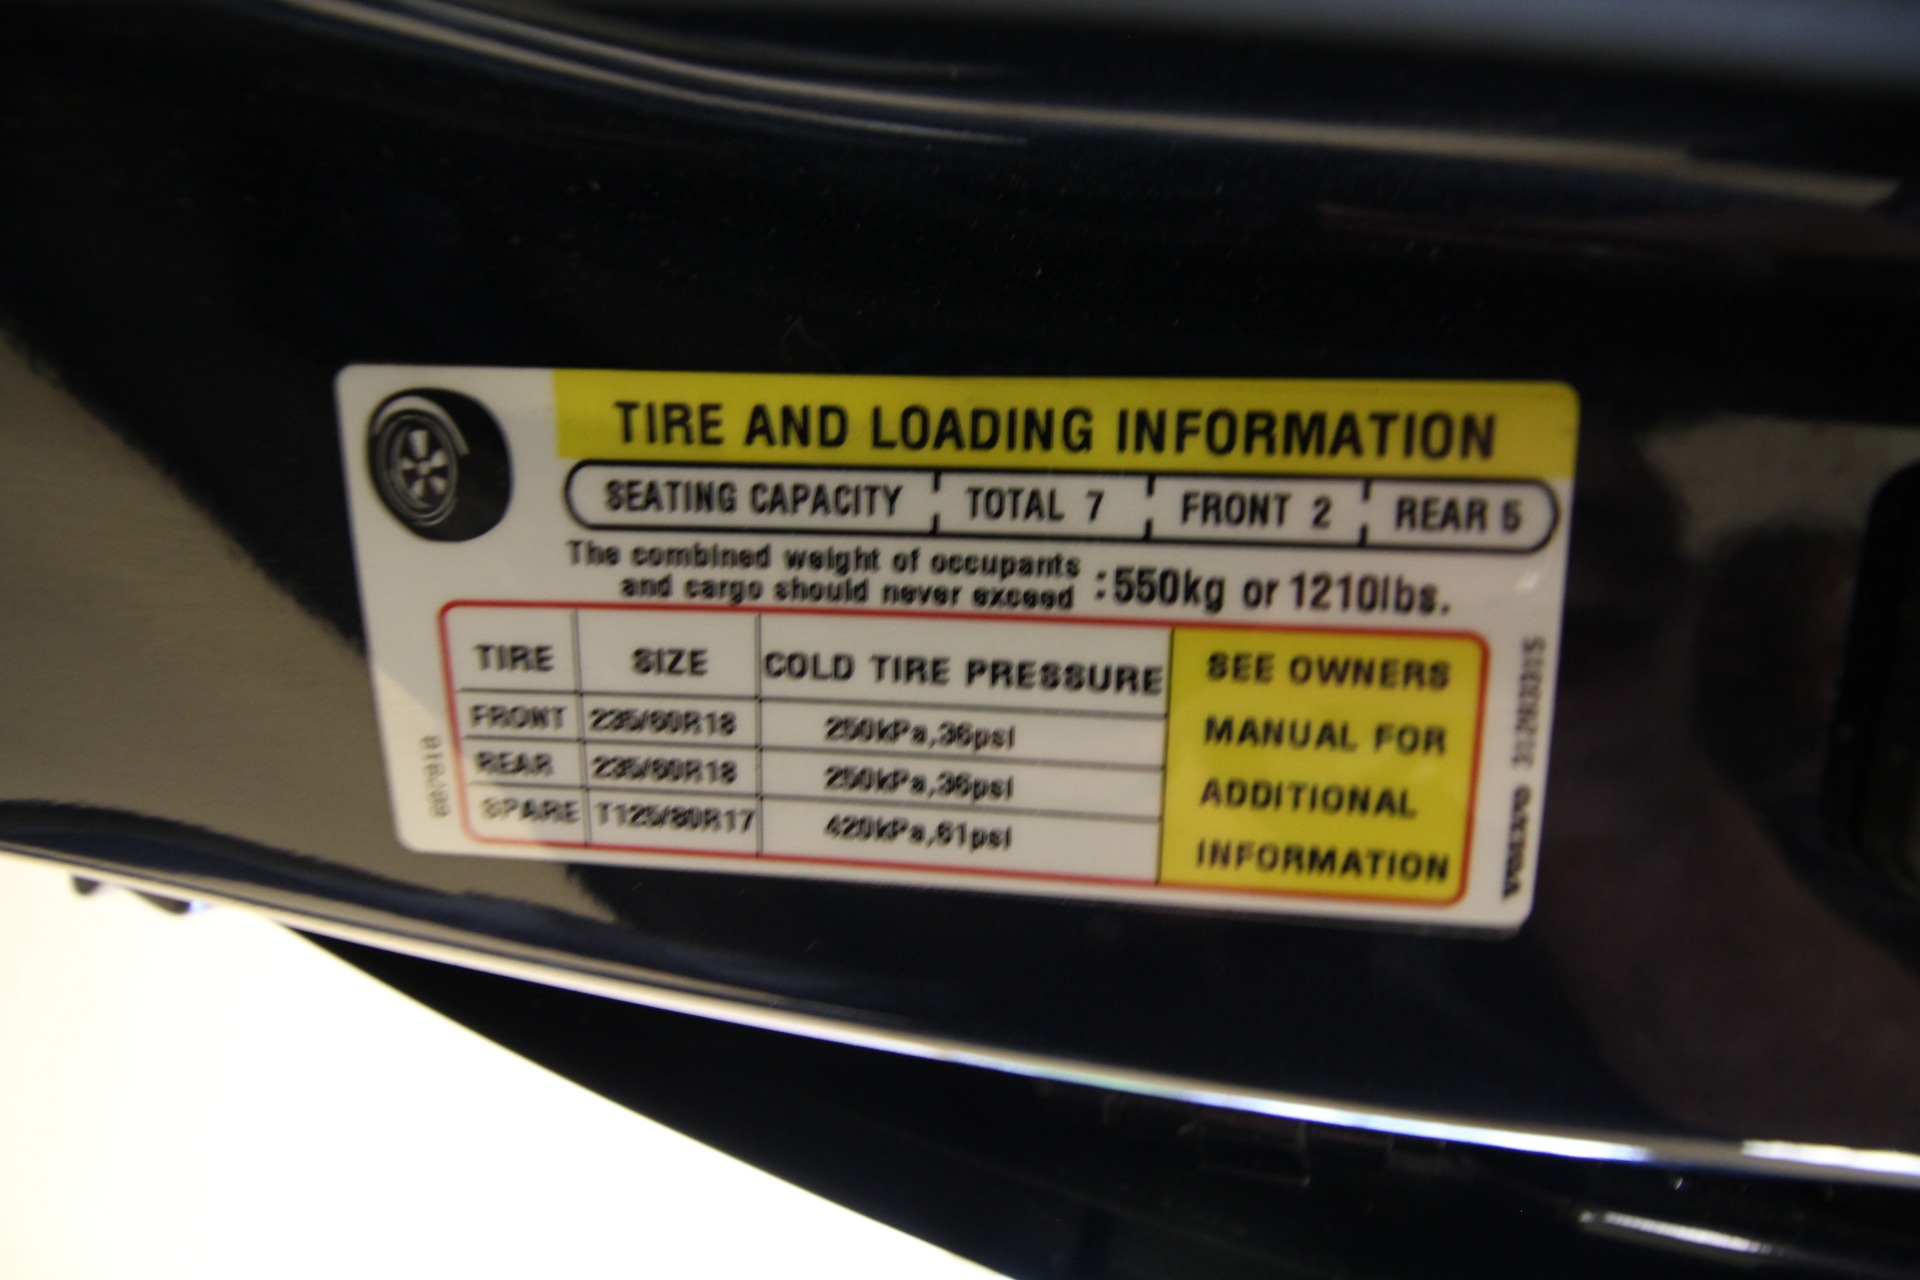 TIRE AND LOADING INFORMATION
SEATING CAPACITY TOTAL 7 FRONT 2 REAR 5
The combined weight of occupants
and cargo should never exceed :550kg or 1210lbs.
TIRE SIZE COLD TIRE PRESSURE
FRONT 235/60R18 250kPa,36psi
REAR 235/60R18 250kPa,36psi
SPARE T125/80R17 420kPa,61psi
SEE OWNERS
MANUAL FOR
ADDITIONAL
INFORMATION
VOLVO